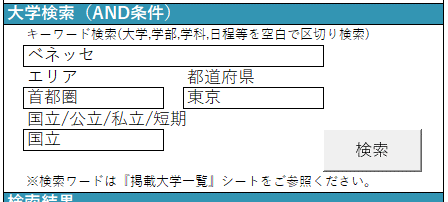 大学検索（AND条件）
キーワード検索(大学,学部,学科,日程等を空白で区切り検索)
ベネッセ
エリア 都道府県
首都圏 東京
国立/公立/私立/短期
国立
検索
※検索ワードは『掲載大学一覧』シートをご参照ください。
検索結果